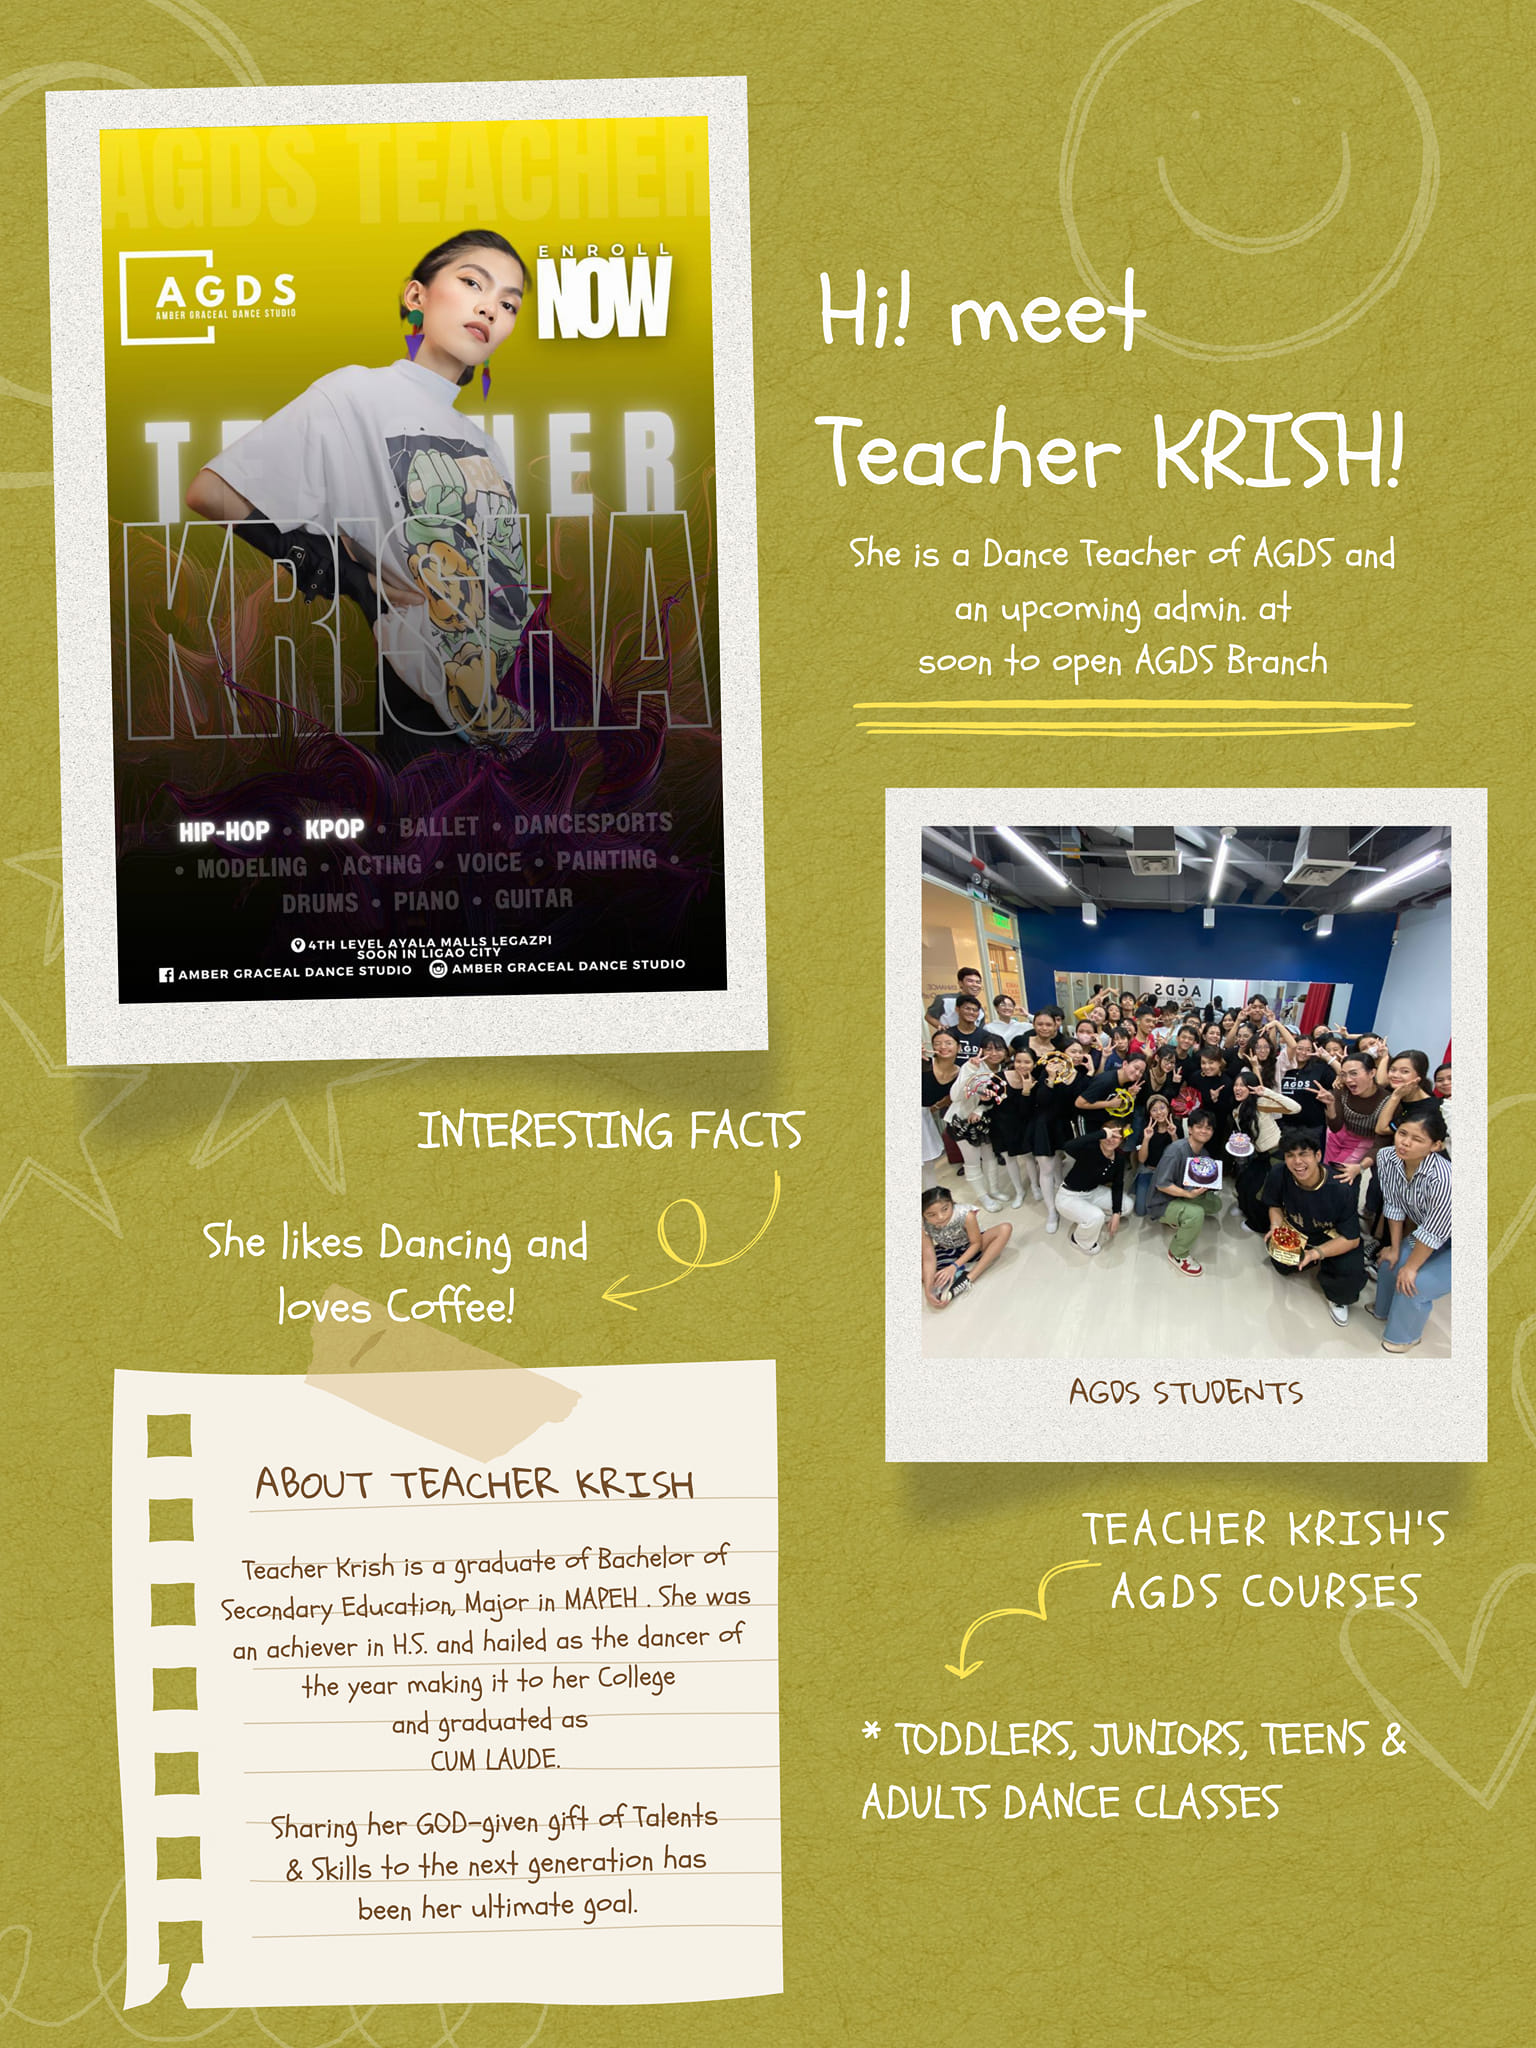 AGDS TEACHER
AGDS
AMBER GRACEAL DANCE STUDIO
ENROLL
NOW
TEACHER
KRISHA
HIP-HOP • KPOP • BALLET • DANCESPORTS
• MODELING • ACTING • VOICE • PAINTING •
DRUMS • PIANO • GUITAR
4TH LEVEL AYALA MALLS LEGAZPI
SOON IN LIGAO CITY
AMBER GRACEAL DANCE STUDIO AMBER GRACEAL DANCE STUDIO
Hi! meet
Teacher KRISH!
She is a Dance Teacher of AGDS and
an upcoming admin. at
soon to open AGDS Branch
INTERESTING FACTS
She likes Dancing and
loves Coffee!
AGDS
AGDS STUDENTS
ABOUT TEACHER KRISH
Teacher Krish is a graduate of Bachelor of
Secondary Education, Major in MAPEH . She was
an achiever in H.S. and hailed as the dancer of
the year making it to her College
and graduated as
CUM LAUDE.
Sharing her GOD-given gift of Talents
& Skills to the next generation has
been her ultimate goal.
TEACHER KRISH'S
AGDS COURSES
* TODDLERS, JUNIORS, TEENS &
ADULTS DANCE CLASSES